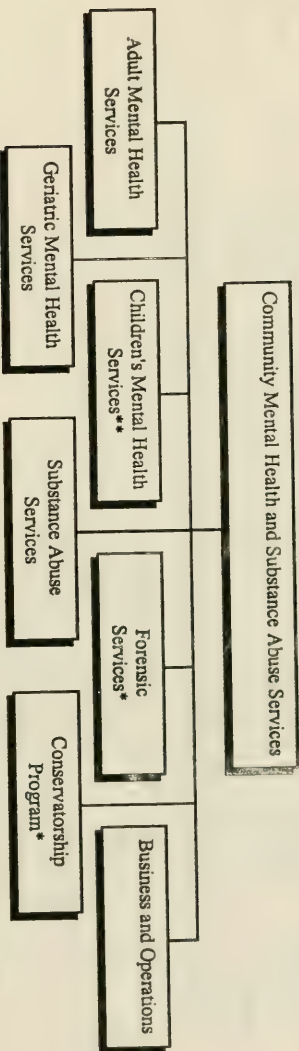 Community Mental Health and Substance Abuse Services
Adult Mental Health
Services
Children's Mental Health
Services**
Forensic
Services*
Business and Operations
Geriatric Mental Health
Services
Substance Abuse
Services
Conservatorship
Program*